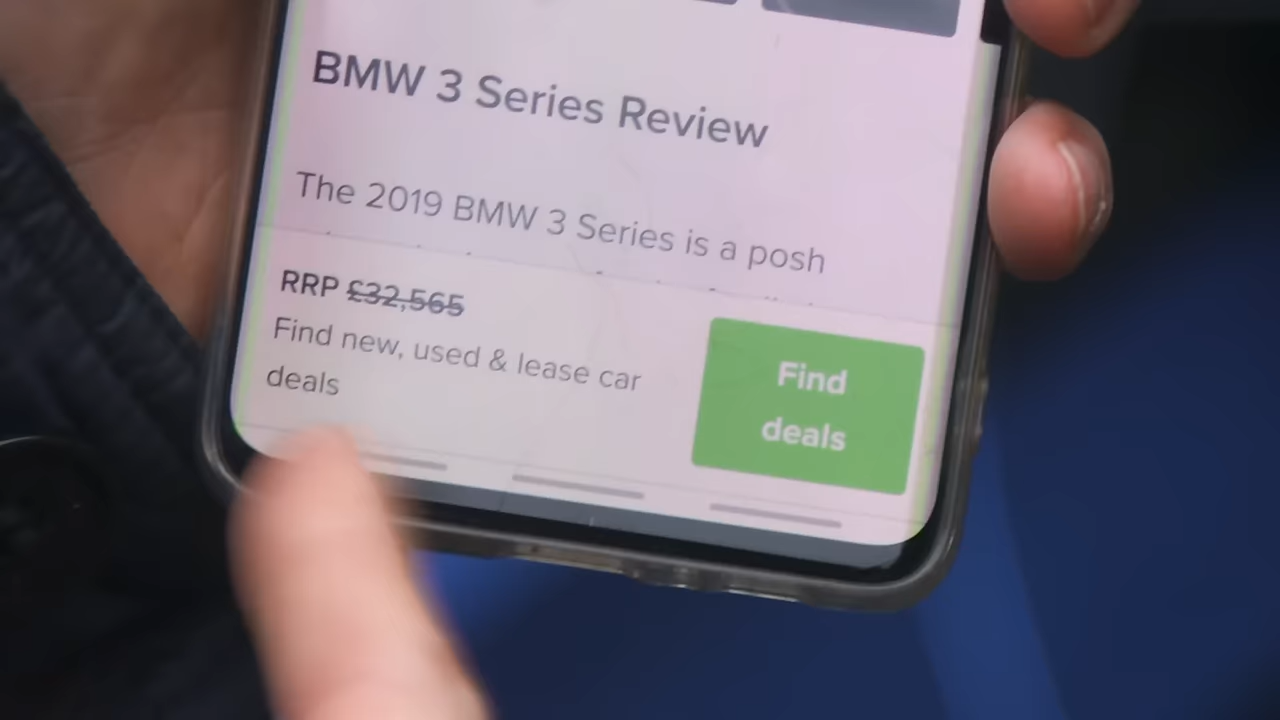 BMW 3 Series Review
The 2019 BMW 3 Series is a posh
RRP £32,565
Find new, used & lease car
deals
Find
deals